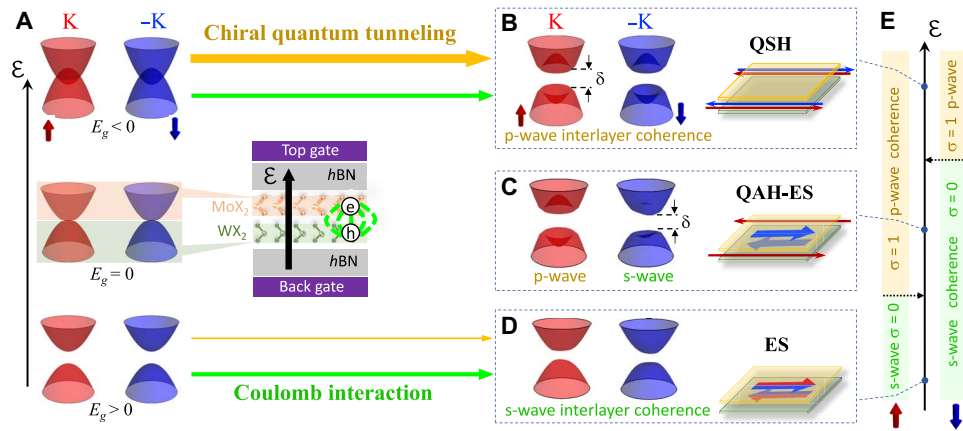 A
K
−K
ℰ
E_g < 0
E_g = 0
E_g > 0
Chiral quantum tunneling
Coulomb interaction
Top gate
ℰ
hBN
MoX₂
e
WX₂
h
hBN
Back gate
B
K
−K
δ
QSH
p-wave interlayer coherence
C
δ
QAH-ES
p-wave
s-wave
D
ES
s-wave interlayer coherence
E
ℰ
s-wave σ = 0
σ = 1 p-wave coherence
s-wave coherence σ = 0
σ = 1 p-wave